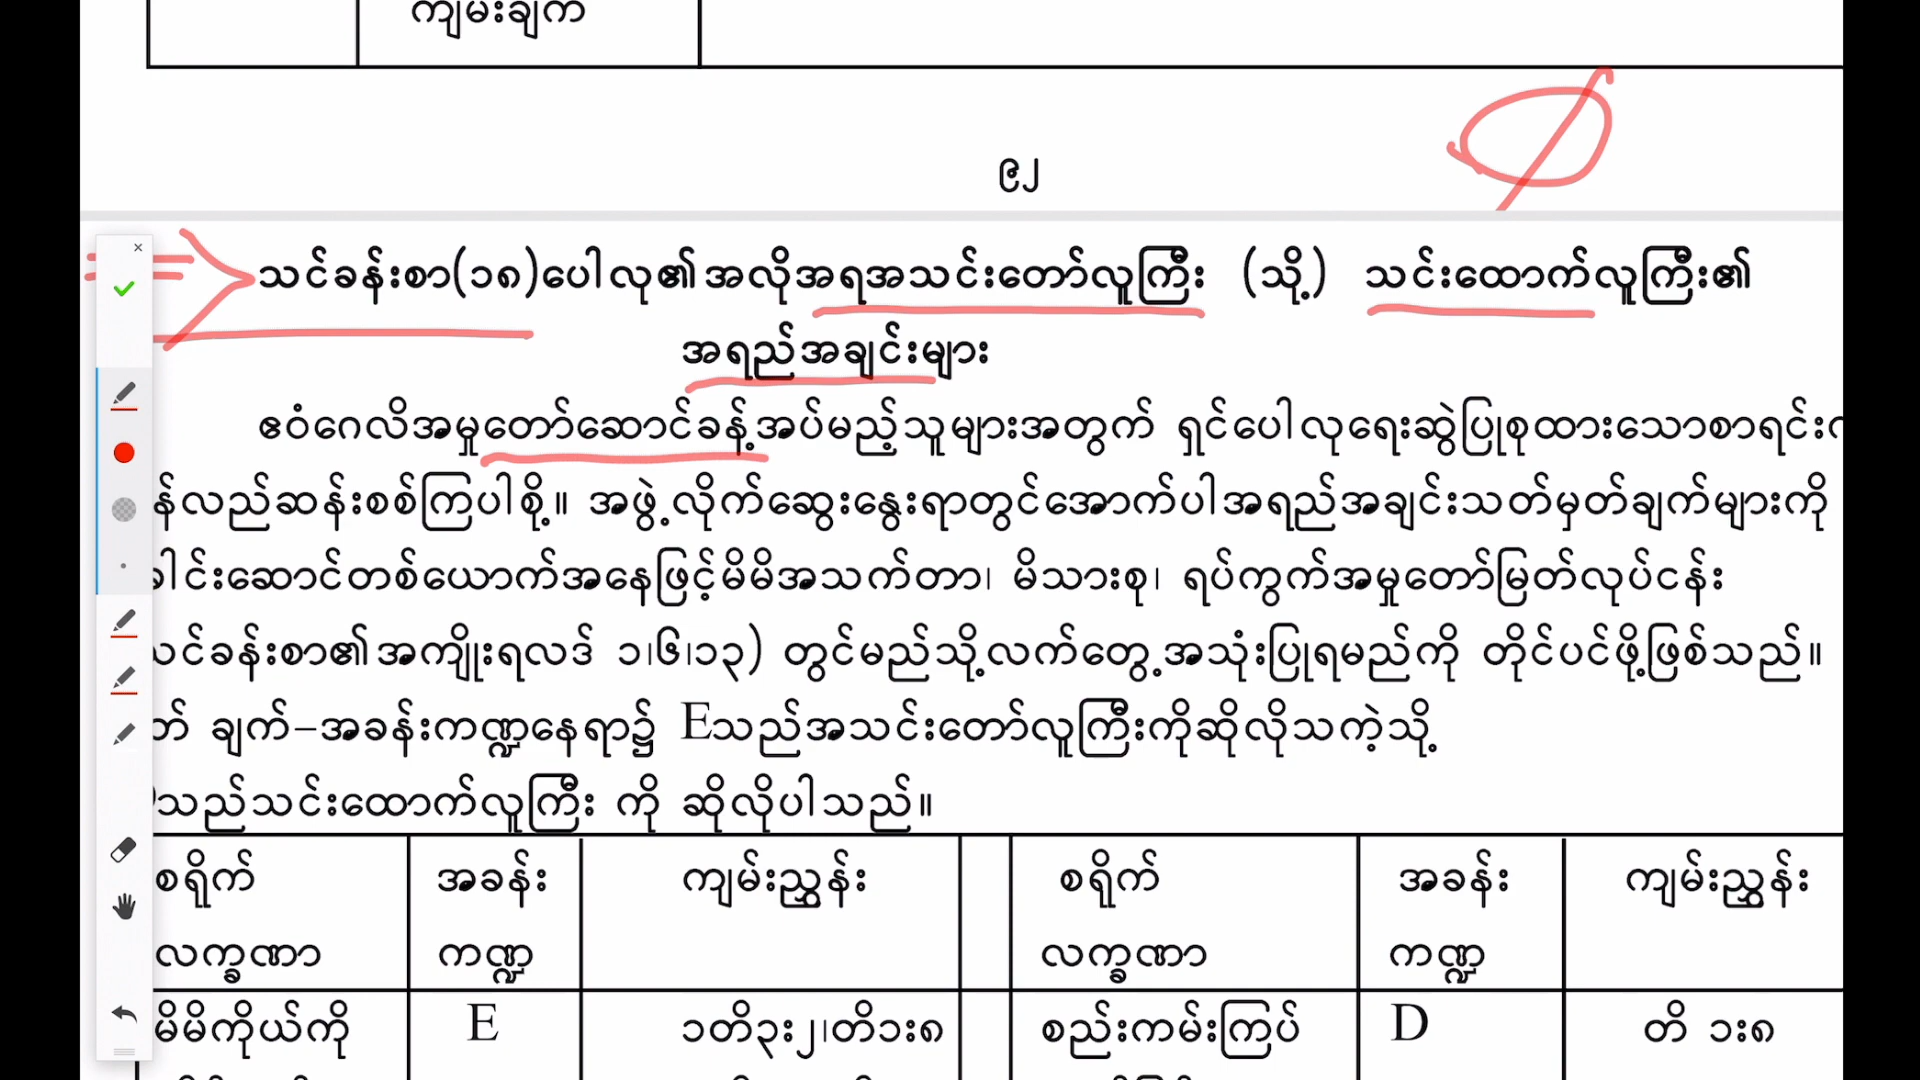 ကျမ်းချက်
၉၂
သင်ခန်းစာ(၁၈)ပေါလု၏အလိုအရအသင်းတော်လူကြီး (သို့) သင်းထောက်လူကြီး၏
အရည်အချင်းများ
ဧဝံဂေလိအမှုတော်ဆောင်ခန့်အပ်မည့်သူများအတွက် ရှင်ပေါလုရေးဆွဲပြုစုထားသောစာရင်း
န်လည်ဆန်းစစ်ကြပါစို့။ အဖွဲ့လိုက်ဆွေးနွေးရာတွင်အောက်ပါအရည်အချင်းသတ်မှတ်ချက်များကို
ခေါင်းဆောင်တစ်ယောက်အနေဖြင့်မိမိအသက်တာ၊ မိသားစု၊ ရပ်ကွက်အမှုတော်မြတ်လုပ်ငန်း
သင်ခန်းစာ၏အကျိုးရလဒ် ၁၊၆၊၁၃) တွင်မည်သို့လက်တွေ့အသုံးပြုရမည်ကို တိုင်ပင်ဖို့ဖြစ်သည်။
တ် ချက်–အခန်းကဏ္ဍနေရာ၌ Eသည်အသင်းတော်လူကြီးကိုဆိုလိုသကဲ့သို့
သည်သင်းထောက်လူကြီး ကို ဆိုလိုပါသည်။
စရိုက် အခန်း ကျမ်းညွှန်း စရိုက် အခန်း ကျမ်းညွှန်း
လက္ခဏာ ကဏ္ဍ လက္ခဏာ ကဏ္ဍ
မိမိကိုယ်ကို E ၁တိ၃း၂၊တိ၁း၈ စည်းကမ်းကြပ် D တိ ၁း၈